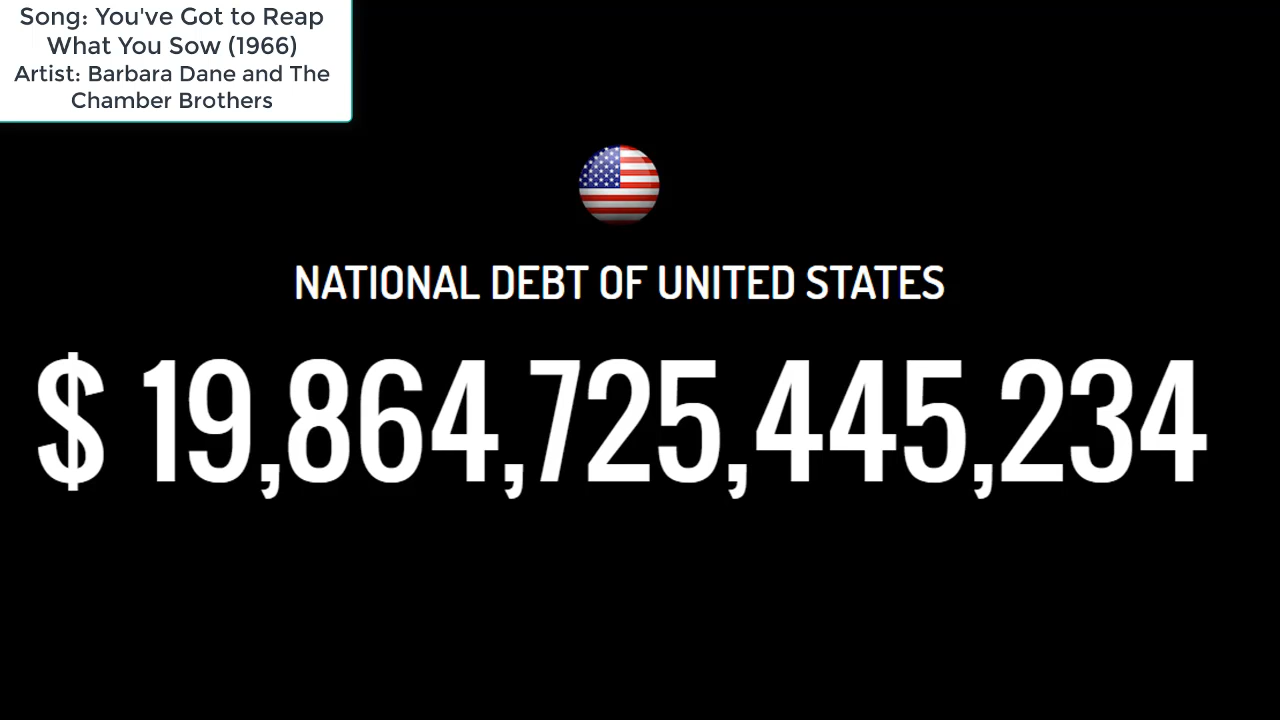 Song: You've Got to Reap
What You Sow (1966)
Artist: Barbara Dane and The
Chamber Brothers
NATIONAL DEBT OF UNITED STATES
$ 19,864,725,445,234